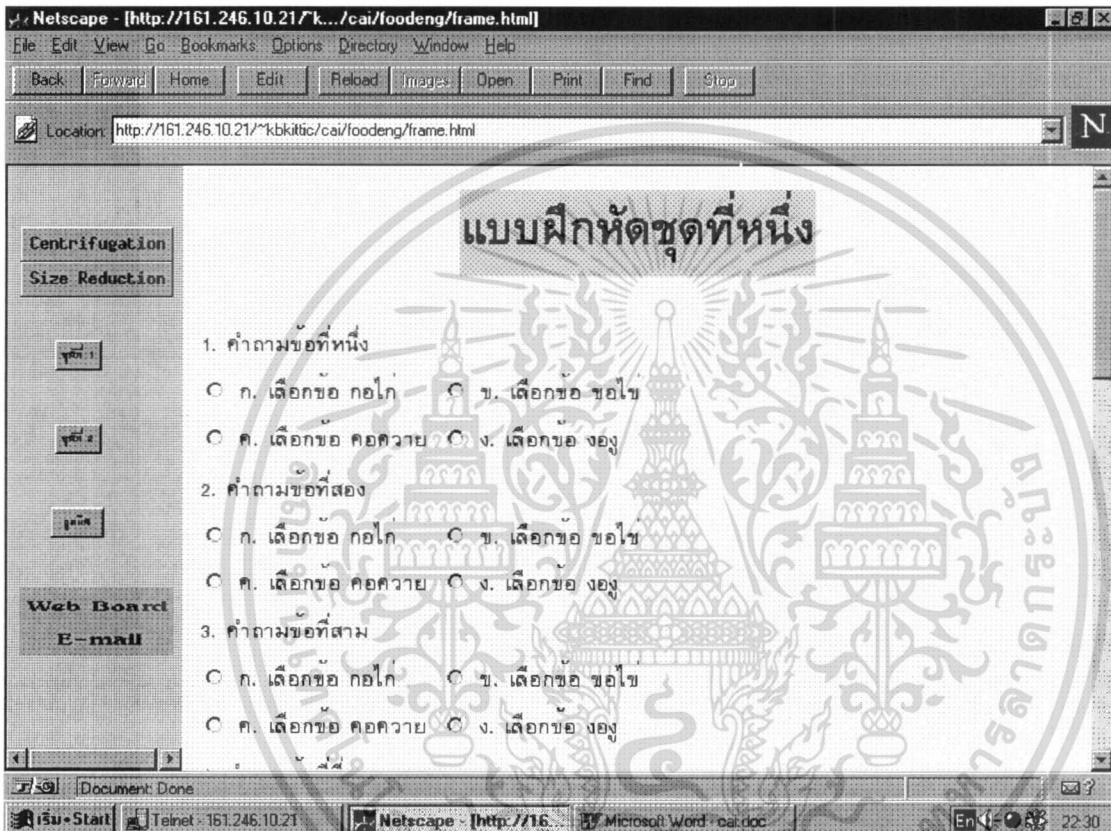 Netscape - [http://161.246.10.21/~k.../cai/foodeng/frame.html]
File Edit View Go Bookmarks Options Directory Window Help
Back Forward Home Edit Reload Images Open Print Find Stop
Location: http://161.246.10.21/~kbkittic/cai/foodeng/frame.html
N
แบบฝึกหัดชุดที่หนึ่ง
Centrifugation
Size Reduction
ชุดที่ 1
ชุดที่ 2
Web Board
E-mail
1. คำถามข้อที่หนึ่ง
ก. เลือกข้อ กอไก่ ข. เลือกข้อ ขอไข่
ค. เลือกข้อ คอควาย ง. เลือกข้อ งองู
2. คำถามข้อที่สอง
ก. เลือกข้อ กอไก่ ข. เลือกข้อ ขอไข่
ค. เลือกข้อ คอควาย ง. เลือกข้อ งองู
3. คำถามข้อที่สาม
ก. เลือกข้อ กอไก่ ข. เลือกข้อ ขอไข่
ค. เลือกข้อ คอควาย ง. เลือกข้อ งองู
Document: Done
เริ่ม-Start Telnet - 161.246.10.21 Netscape - [http://16... Microsoft Word - cai.doc En 22:30